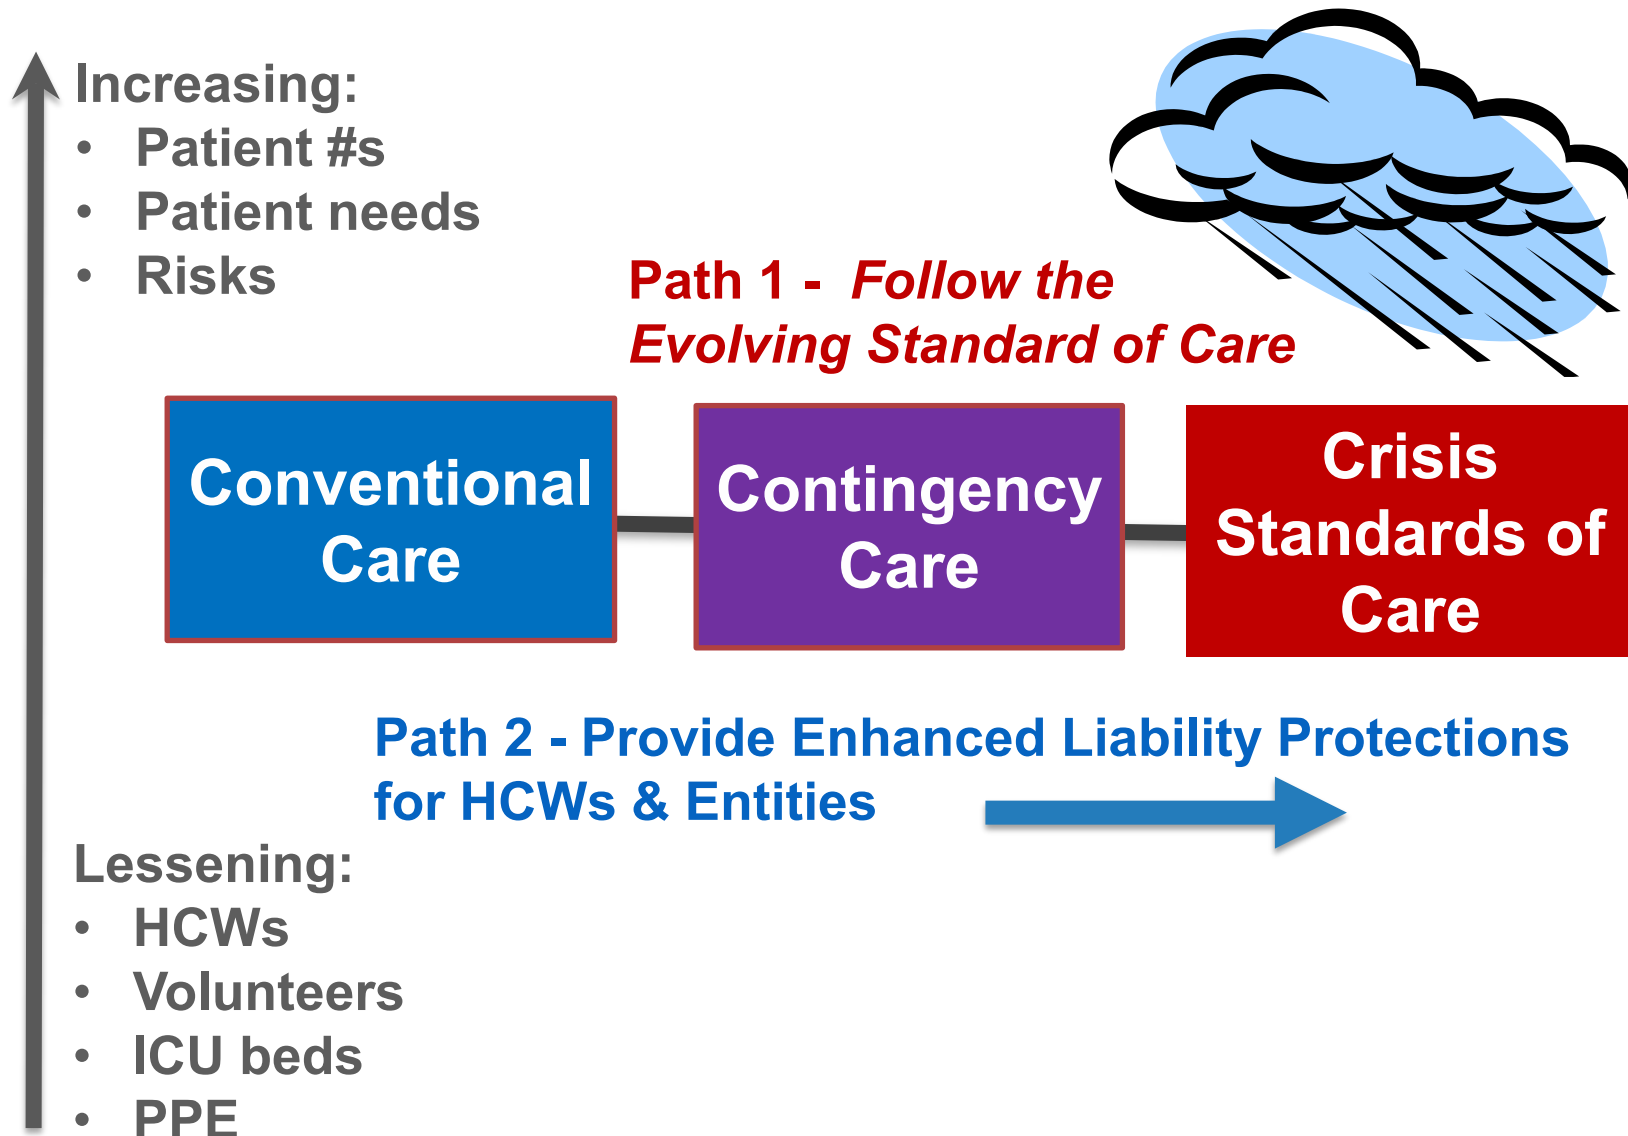 Increasing:
• Patient #s
• Patient needs
• Risks
Path 1 - Follow the
Evolving Standard of Care
Conventional
Care
Contingency
Care
Crisis
Standards of
Care
Path 2 - Provide Enhanced Liability Protections
for HCWs & Entities
Lessening:
• HCWs
• Volunteers
• ICU beds
• PPE